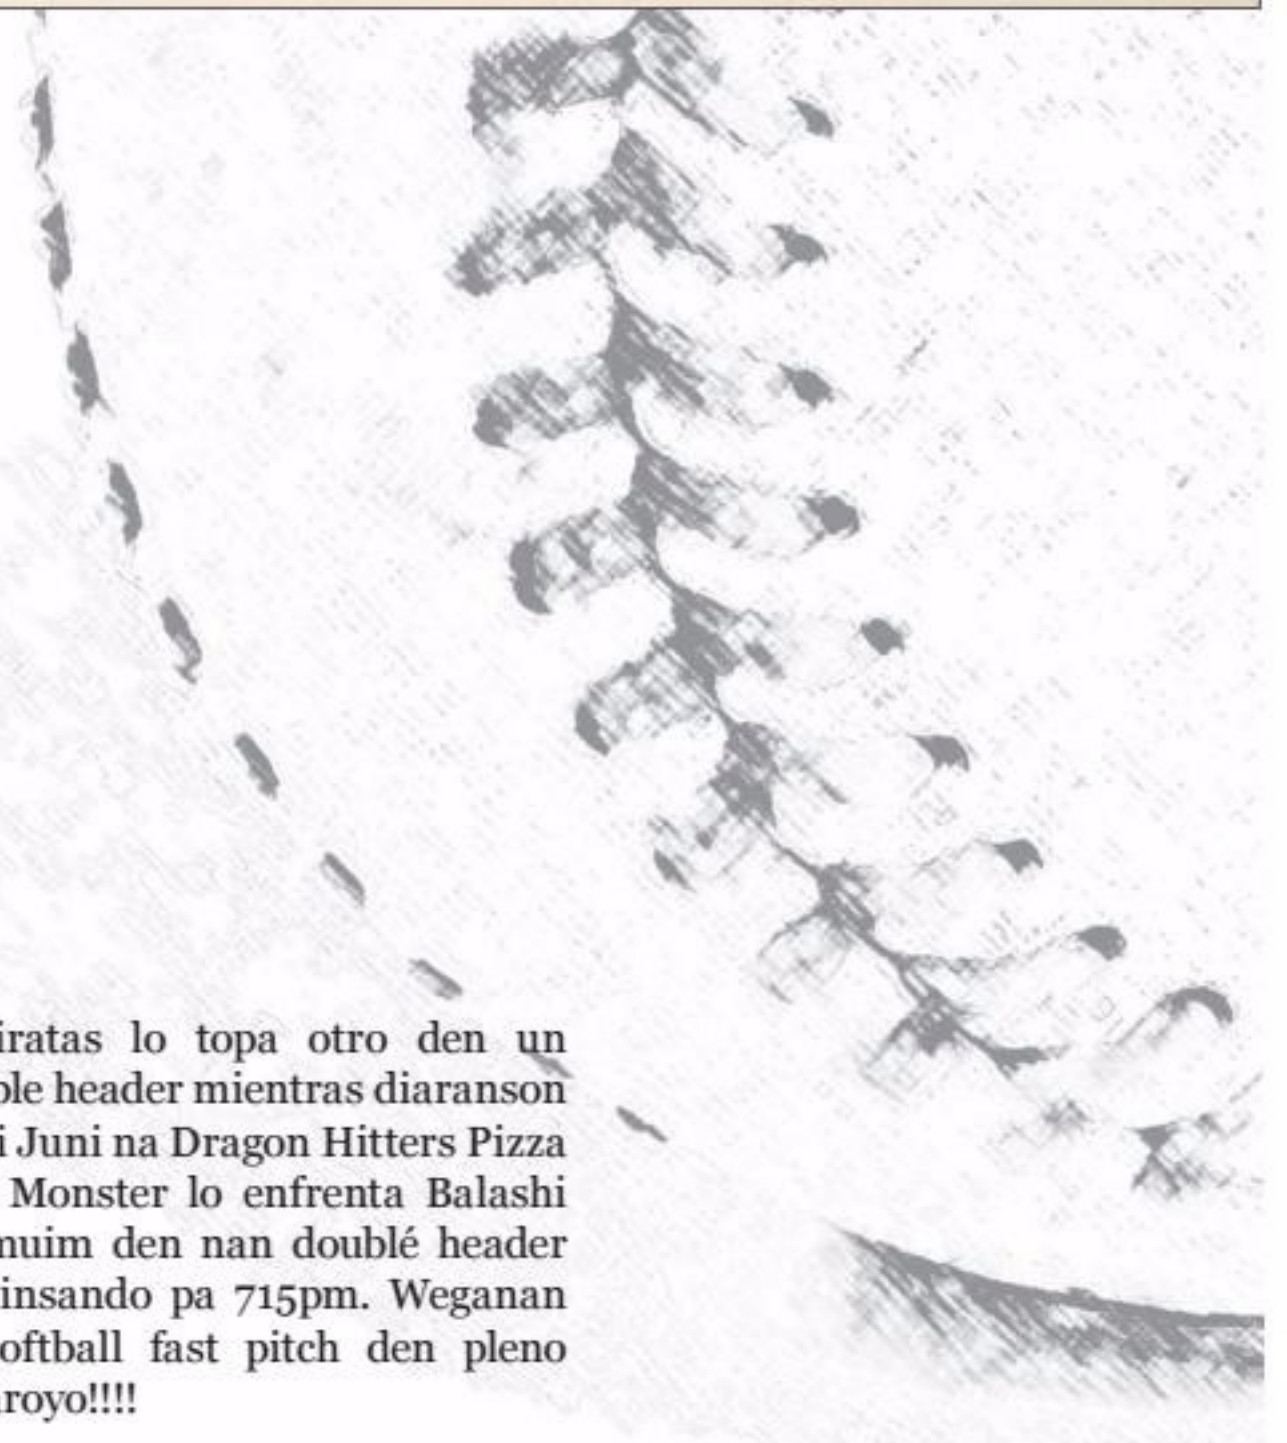 iratas lo topa otro den un
ble header mientras diaranson
i Juni na Dragon Hitters Pizza
Monster lo enfrenta Balashi
muim den nan doublé header
insando pa 715pm. Weganan
oftball fast pitch den pleno
royo!!!!